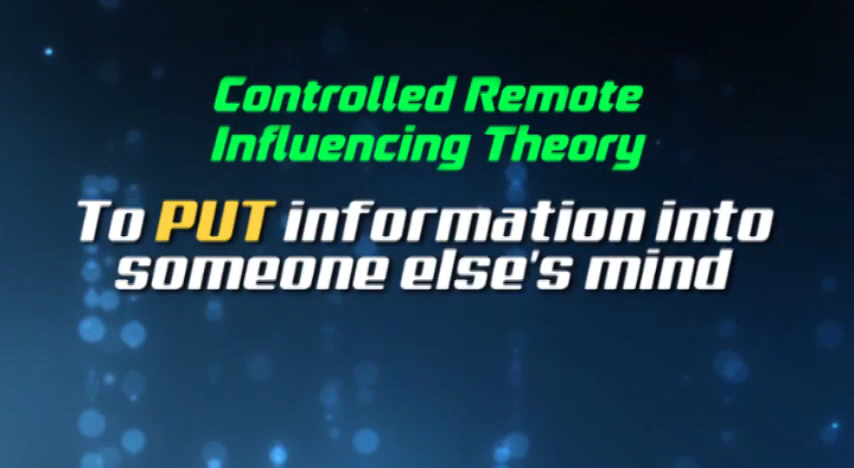 Controlled Remote
Influencing Theory
To PUT information into
someone else's mind